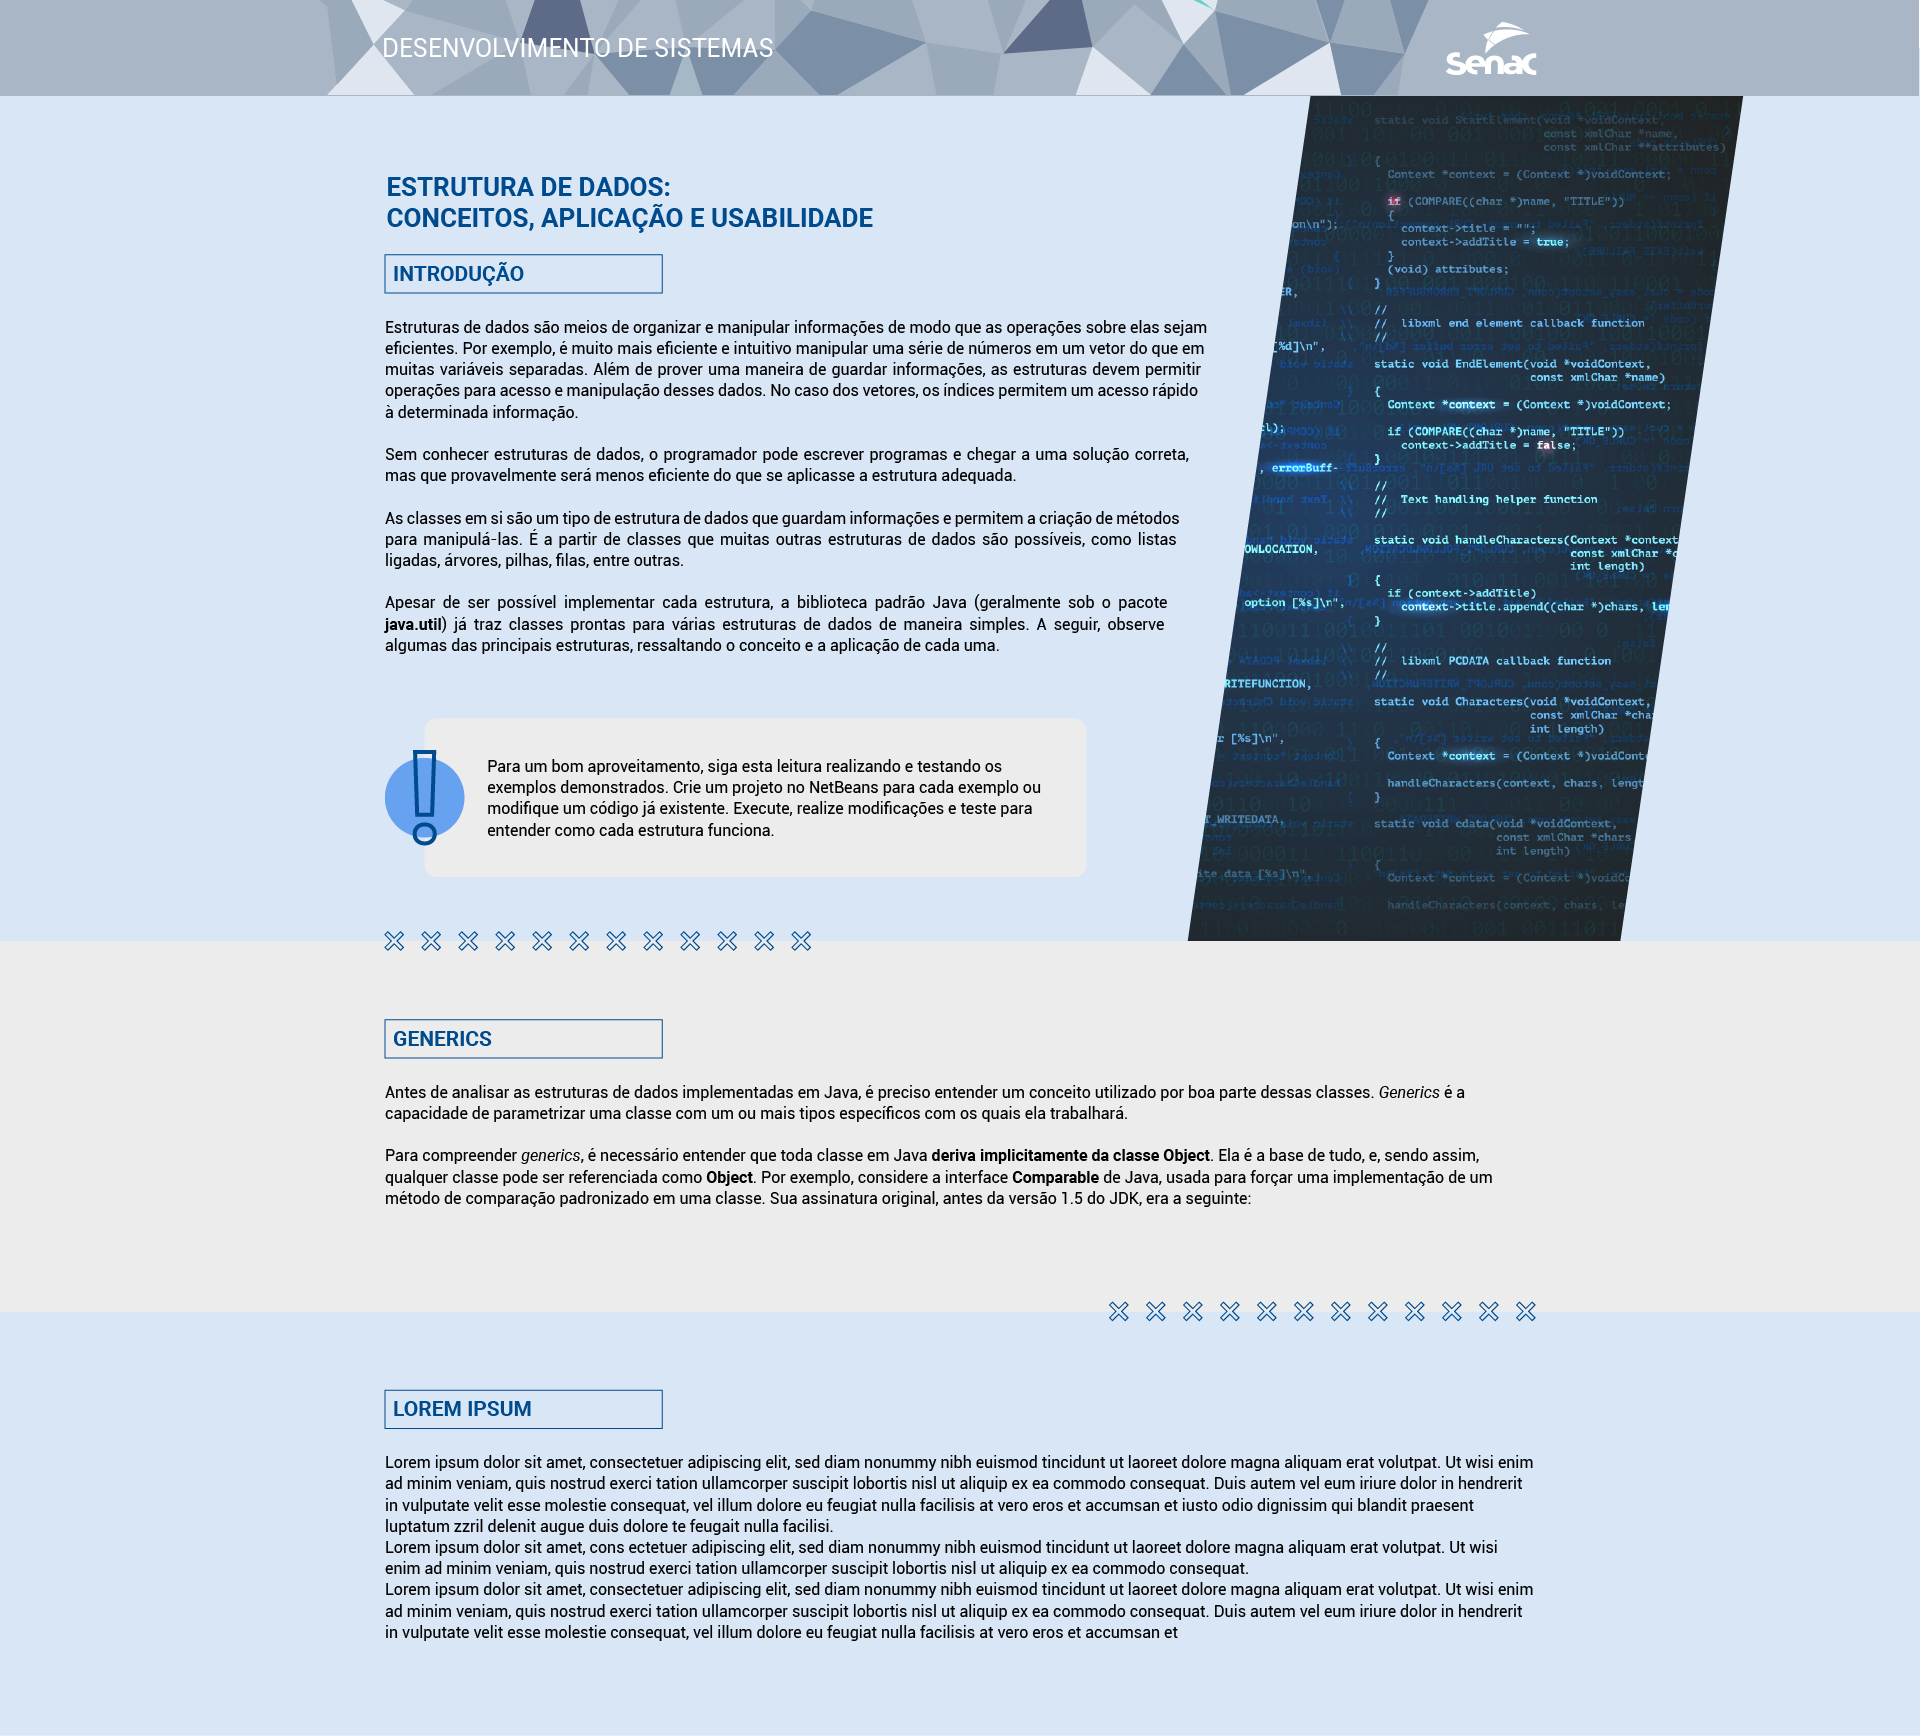 DESENVOLVIMENTO DE SISTEMAS
senac
ESTRUTURA DE DADOS:
CONCEITOS, APLICAÇÃO E USABILIDADE
INTRODUÇÃO
Estruturas de dados são meios de organizar e manipular informações de modo que as operações sobre elas sejam
eficientes. Por exemplo, é muito mais eficiente e intuitivo manipular uma série de números em um vetor do que em
muitas variáveis separadas. Além de prover uma maneira de guardar informações, as estruturas devem permitir
operações para acesso e manipulação desses dados. No caso dos vetores, os índices permitem um acesso rápido
à determinada informação.
Sem conhecer estruturas de dados, o programador pode escrever programas e chegar a uma solução correta,
mas que provavelmente será menos eficiente do que se aplicasse a estrutura adequada.
As classes em si são um tipo de estrutura de dados que guardam informações e permitem a criação de métodos
para manipulá-las. É a partir de classes que muitas outras estruturas de dados são possíveis, como listas
ligadas, árvores, pilhas, filas, entre outras.
Apesar de ser possível implementar cada estrutura, a biblioteca padrão Java (geralmente sob o pacote
java.util) já traz classes prontas para várias estruturas de dados de maneira simples. A seguir, observe
algumas das principais estruturas, ressaltando o conceito e a aplicação de cada uma.
Para um bom aproveitamento, siga esta leitura realizando e testando os
exemplos demonstrados. Crie um projeto no NetBeans para cada exemplo ou
modifique um código já existente. Execute, realize modificações e teste para
entender como cada estrutura funciona.
static void StartElement(void *voidContext,
const xmlChar *name,
const xmlChar **attributes)
{
Context *context = (Context *)voidContext;
if (COMPARE((char *)name, "TITLE"))
{
context->title = "";
context->addTitle = true;
}
(void) attributes;
}
//
// libxml end element callback function
//
static void EndElement(void *voidContext,
const xmlChar *name)
{
Context *context = (Context *)voidContext;
if (COMPARE((char *)name, "TITLE"))
context->addTitle = false;
}
, errorBuff-
//
// Text handling helper function
//
static void handleCharacters(Context *context
const xmlChar *c
int length)
{
if (context->addTitle)
option [%s]\n",
context->title.append((char *)chars, len
}
//
// libxml PCDATA callback function
//
RITEFUNCTION,
static void Characters(void *voidContext,
const xmlChar *char
int length)
r [%s]\n",
{
Context *context = (Context *)voidConte
handleCharacters(context, chars, lengt
}
T_WRITEDATA,
static void cdata(void *voidContext,
const xmlChar *chars
int length)
{
ite data [%s]\n",
Context *context = (Context *)voidCo
handleCharacters(context, chars, le
GENERICS
Antes de analisar as estruturas de dados implementadas em Java, é preciso entender um conceito utilizado por boa parte dessas classes. Generics é a
capacidade de parametrizar uma classe com um ou mais tipos específicos com os quais ela trabalhará.
Para compreender generics, é necessário entender que toda classe em Java deriva implicitamente da classe Object. Ela é a base de tudo, e, sendo assim,
qualquer classe pode ser referenciada como Object. Por exemplo, considere a interface Comparable de Java, usada para forçar uma implementação de um
método de comparação padronizado em uma classe. Sua assinatura original, antes da versão 1.5 do JDK, era a seguinte:
LOREM IPSUM
Lorem ipsum dolor sit amet, consectetuer adipiscing elit, sed diam nonummy nibh euismod tincidunt ut laoreet dolore magna aliquam erat volutpat. Ut wisi enim
ad minim veniam, quis nostrud exerci tation ullamcorper suscipit lobortis nisl ut aliquip ex ea commodo consequat. Duis autem vel eum iriure dolor in hendrerit
in vulputate velit esse molestie consequat, vel illum dolore eu feugiat nulla facilisis at vero eros et accumsan et iusto odio dignissim qui blandit praesent
luptatum zzril delenit augue duis dolore te feugait nulla facilisi.
Lorem ipsum dolor sit amet, cons ectetuer adipiscing elit, sed diam nonummy nibh euismod tincidunt ut laoreet dolore magna aliquam erat volutpat. Ut wisi
enim ad minim veniam, quis nostrud exerci tation ullamcorper suscipit lobortis nisl ut aliquip ex ea commodo consequat.
Lorem ipsum dolor sit amet, consectetuer adipiscing elit, sed diam nonummy nibh euismod tincidunt ut laoreet dolore magna aliquam erat volutpat. Ut wisi enim
ad minim veniam, quis nostrud exerci tation ullamcorper suscipit lobortis nisl ut aliquip ex ea commodo consequat. Duis autem vel eum iriure dolor in hendrerit
in vulputate velit esse molestie consequat, vel illum dolore eu feugiat nulla facilisis at vero eros et accumsan et